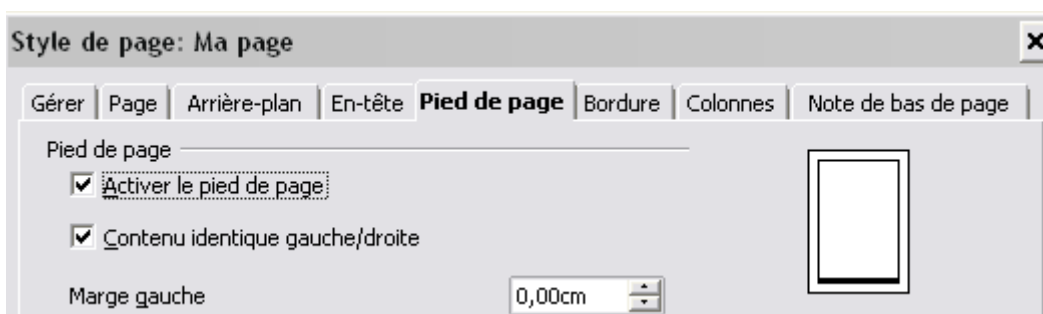 Style de page: Ma page
Gérer Page Arrière-plan En-tête Pied de page Bordure Colonnes Note de bas de page
Pied de page
Activer le pied de page
Contenu identique gauche/droite
Marge gauche 0,00cm